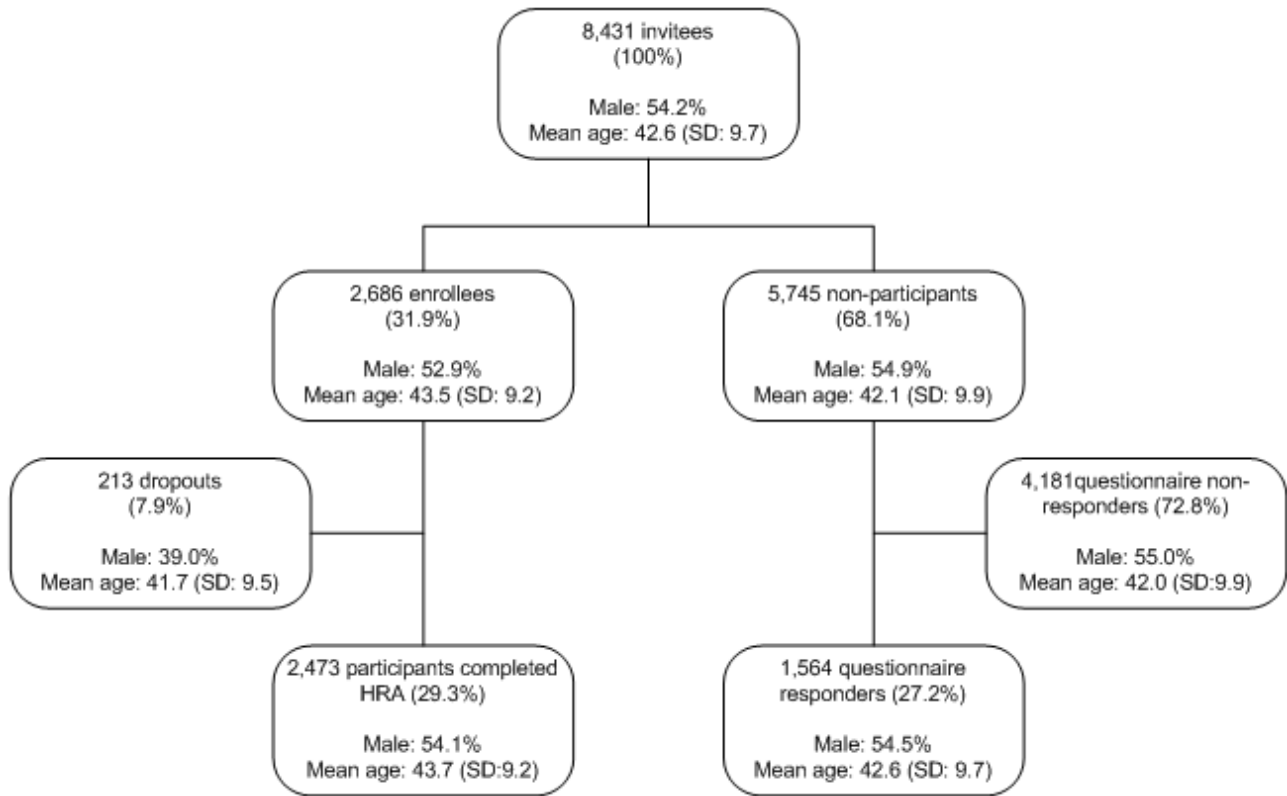 8,431 invitees
(100%)
Male: 54.2%
Mean age: 42.6 (SD: 9.7)
2,686 enrollees
(31.9%)
Male: 52.9%
Mean age: 43.5 (SD: 9.2)
5,745 non-participants
(68.1%)
Male: 54.9%
Mean age: 42.1 (SD: 9.9)
213 dropouts
(7.9%)
Male: 39.0%
Mean age: 41.7 (SD: 9.5)
4,181questionnaire non-
responders (72.8%)
Male: 55.0%
Mean age: 42.0 (SD:9.9)
2,473 participants completed
HRA (29.3%)
Male: 54.1%
Mean age: 43.7 (SD:9.2)
1,564 questionnaire
responders (27.2%)
Male: 54.5%
Mean age: 42.6 (SD: 9.7)